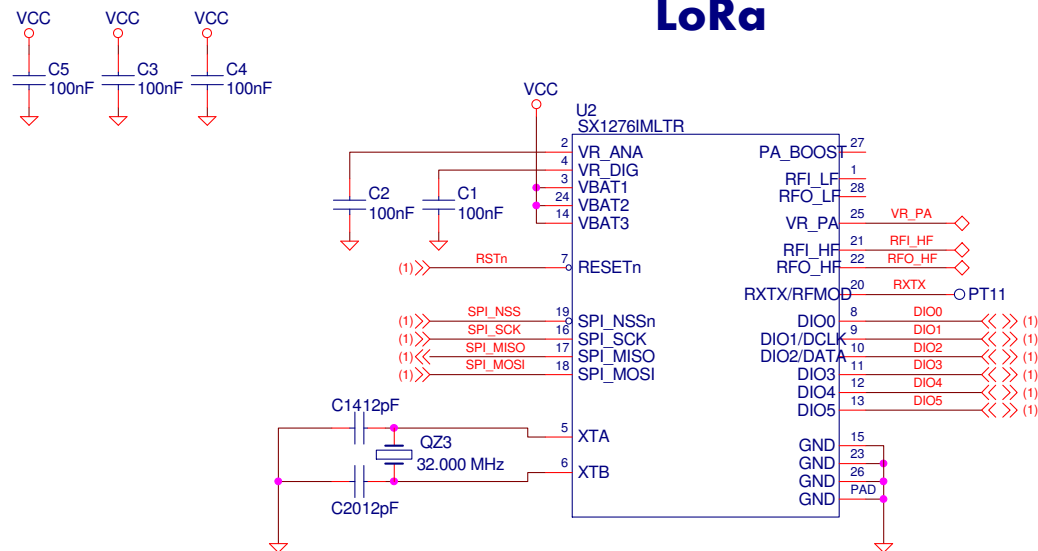 LoRa
VCC
VCC
VCC
C5
100nF
C3
100nF
C4
100nF
VCC
U2
SX1276IMLTR
2
VR_ANA
4
VR_DIG
3
VBAT1
24
VBAT2
14
VBAT3
C2
100nF
C1
100nF
(1)
RSTn
7
RESETn
(1)
SPI_NSS
19
SPI_NSSn
(1)
SPI_SCK
16
SPI_SCK
(1)
SPI_MISO
17
SPI_MISO
(1)
SPI_MOSI
18
SPI_MOSI
C1412pF
QZ3
32.000 MHz
C2012pF
5
XTA
6
XTB
PA_BOOST
27
RFI_LF
1
RFO_LF
28
VR_PA
25
VR_PA
RFI_HF
21
RFI_HF
RFO_HF
22
RFO_HF
RXTX/RFMOD
20
RXTX
PT11
DIO0
8
DIO0
(1)
DIO1/DCLK
9
DIO1
(1)
DIO2/DATA
10
DIO2
(1)
DIO3
11
DIO3
(1)
DIO4
12
DIO4
(1)
DIO5
13
DIO5
(1)
GND
15
GND
23
GND
26
GND
PAD